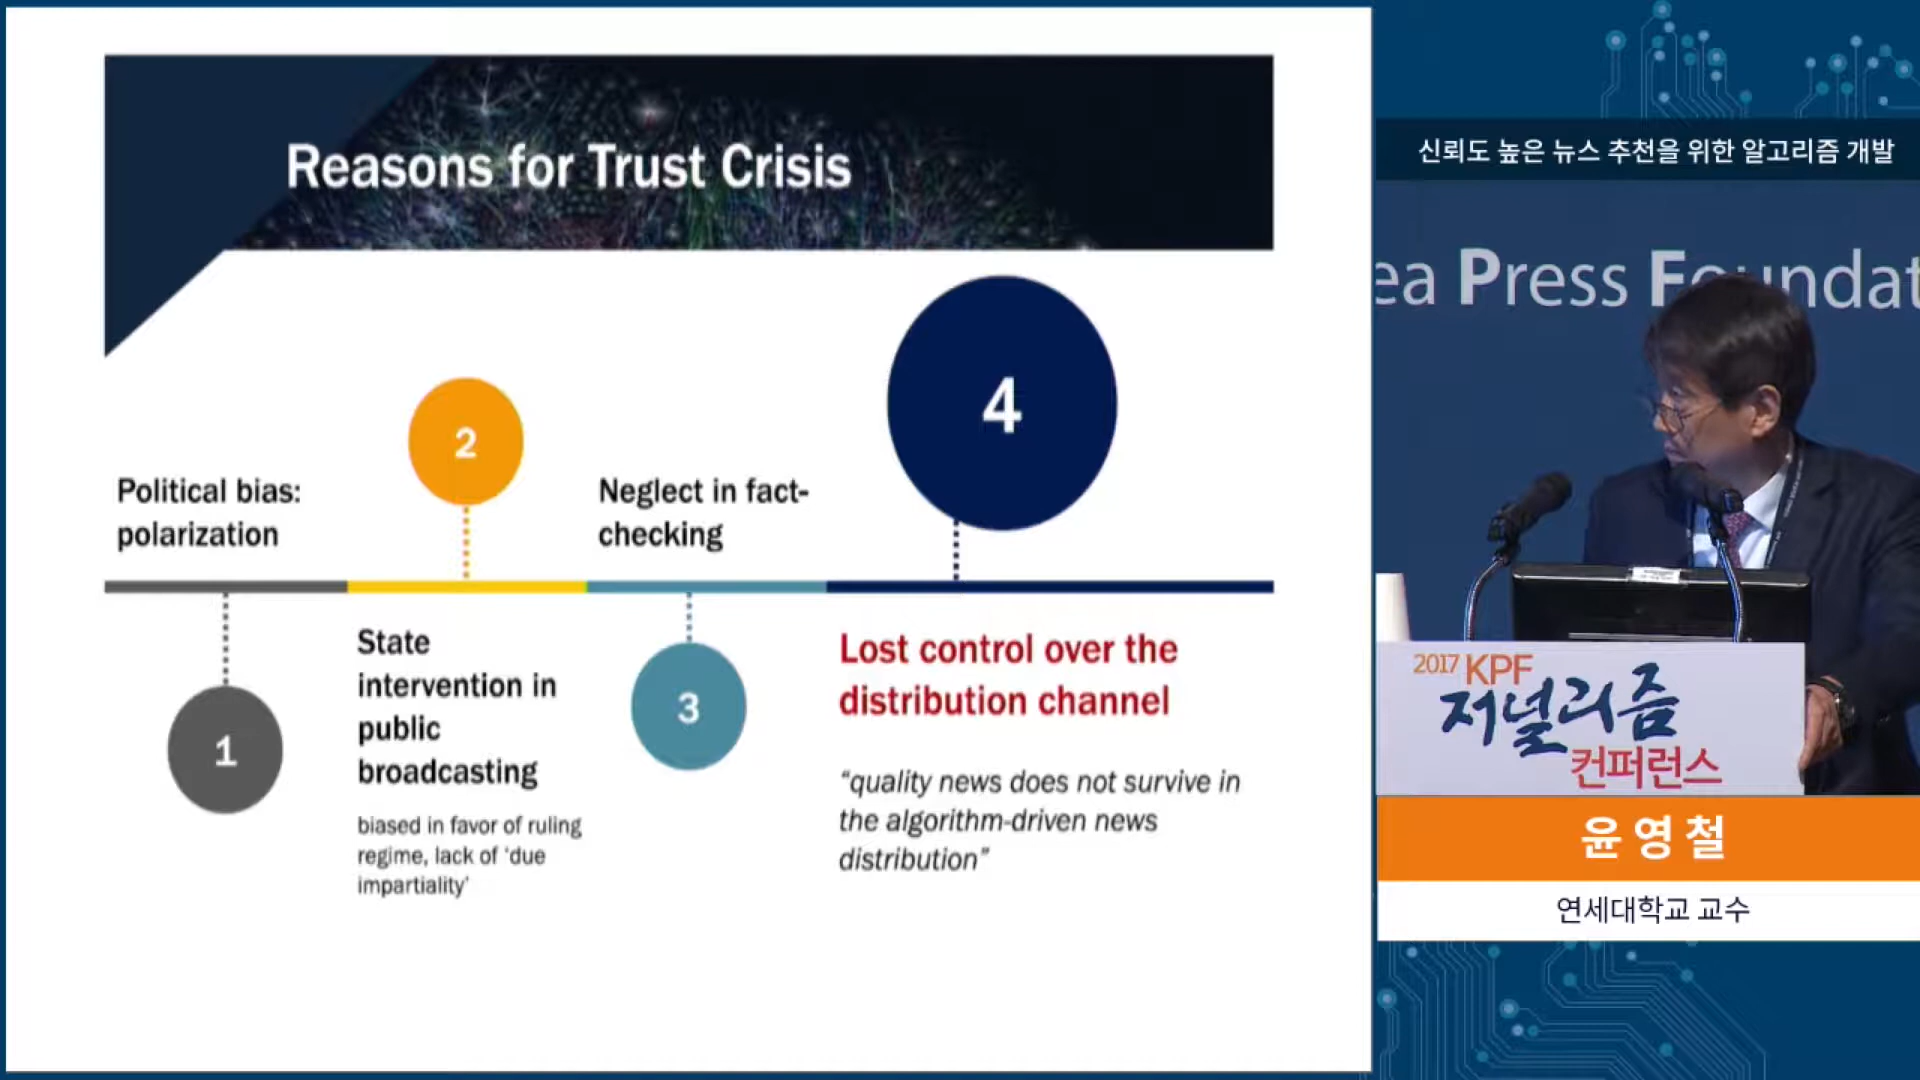 Reasons for Trust Crisis
4
2
Political bias:
polarization
Neglect in fact-
checking
State
intervention in
public
broadcasting
biased in favor of ruling
regime, lack of ‘due
impartiality’
1
3
Lost control over the
distribution channel
“quality news does not survive in
the algorithm-driven news
distribution”
신뢰도 높은 뉴스 추천을 위한 알고리즘 개발
ea Press Foundat
2017 KPF
저널리즘
컨퍼런스
윤영철
연세대학교 교수